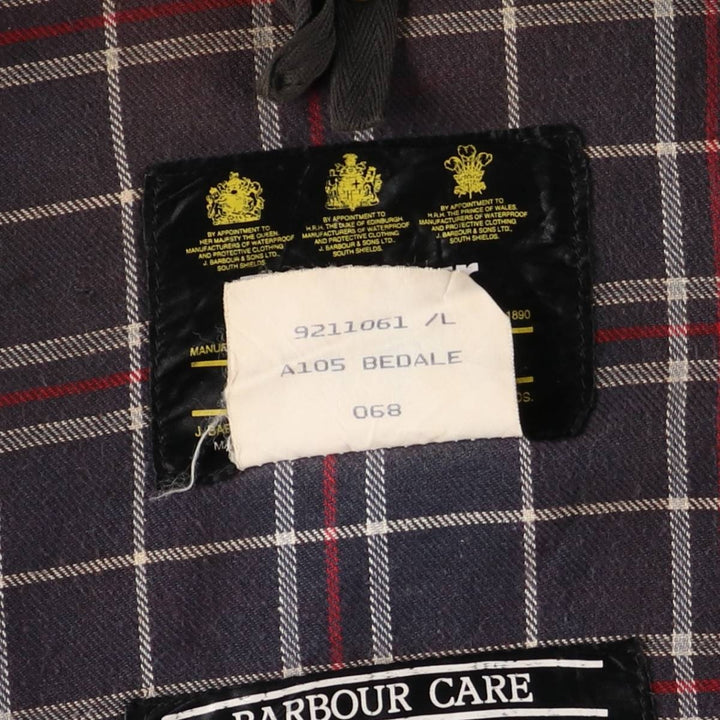 BY APPOINTMENT TO
HER MAJESTY THE QUEEN
MANUFACTURERS OF WATERPROOF
AND PROTECTIVE CLOTHING
J. BARBOUR & SONS LTD.,
SOUTH SHIELDS.
BY APPOINTMENT TO
H.R.H. THE DUKE OF EDINBURGH
MANUFACTURERS OF WATERPROOF
AND PROTECTIVE CLOTHING
J. BARBOUR & SONS LTD.,
SOUTH SHIELDS.
BY APPOINTMENT TO
H.R.H. THE PRINCE OF WALES
MANUFACTURERS OF WATERPROOF
AND PROTECTIVE CLOTHING
J. BARBOUR & SONS LTD.,
SOUTH SHIELDS.
1890
9211061 /L
A105 BEDALE
068
BARBOUR CARE